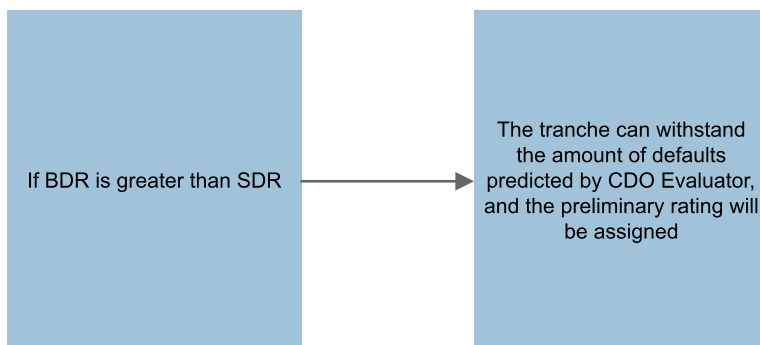 If BDR is greater than SDR
The tranche can withstand
the amount of defaults
predicted by CDO Evaluator,
and the preliminary rating will
be assigned